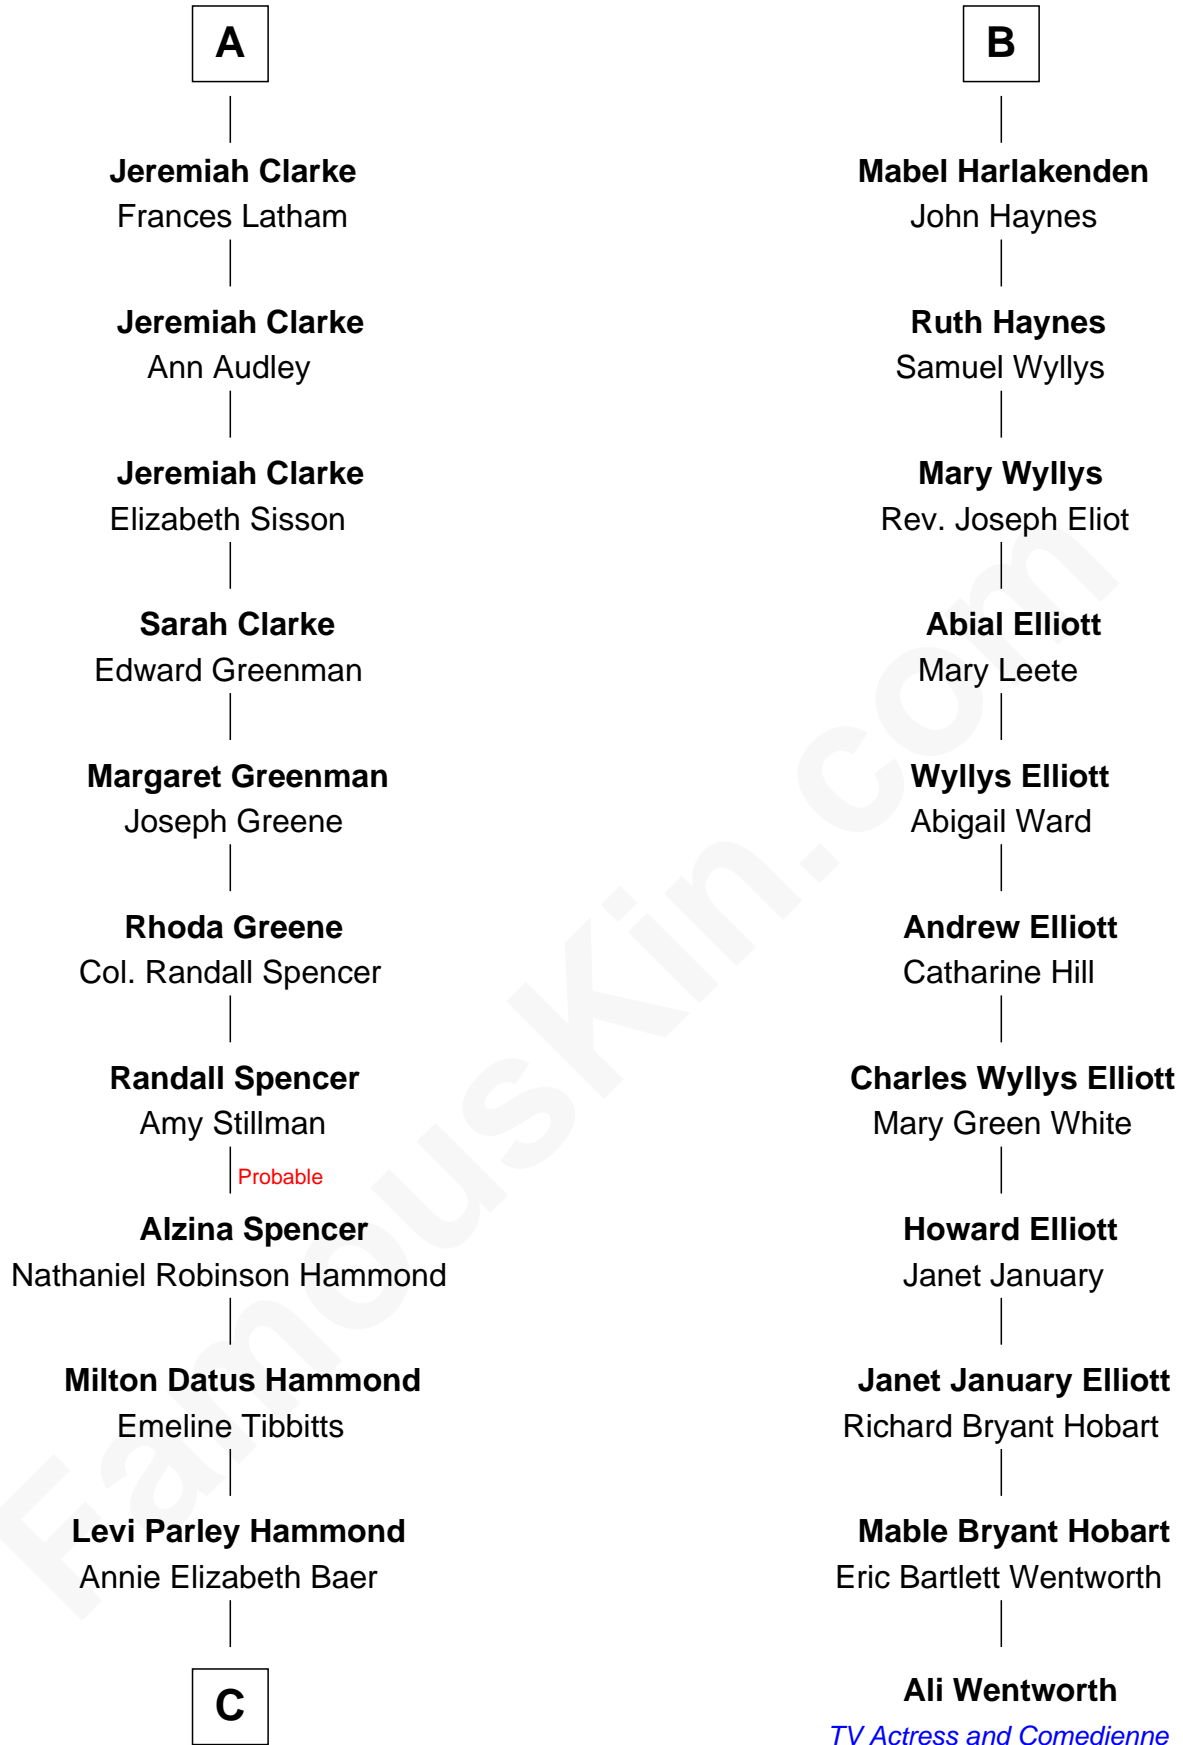 A
Jeremiah Clarke
Frances Latham
Jeremiah Clarke
Ann Audley
Jeremiah Clarke
Elizabeth Sisson
Sarah Clarke
Edward Greenman
Margaret Greenman
Joseph Greene
Rhoda Greene
Col. Randall Spencer
Randall Spencer
Amy Stillman
Probable
Alzina Spencer
Nathaniel Robinson Hammond
Milton Datus Hammond
Emeline Tibbitts
Levi Parley Hammond
Annie Elizabeth Baer
C
B
Mabel Harlakenden
John Haynes
Ruth Haynes
Samuel Wyllys
Mary Wyllys
Rev. Joseph Eliot
Abial Elliott
Mary Leete
Wyllys Elliott
Abigail Ward
Andrew Elliott
Catharine Hill
Charles Wyllys Elliott
Mary Green White
Howard Elliott
Janet January
Janet January Elliott
Richard Bryant Hobart
Mable Bryant Hobart
Eric Bartlett Wentworth
Ali Wentworth
TV Actress and Comedienne
FamousKin.com